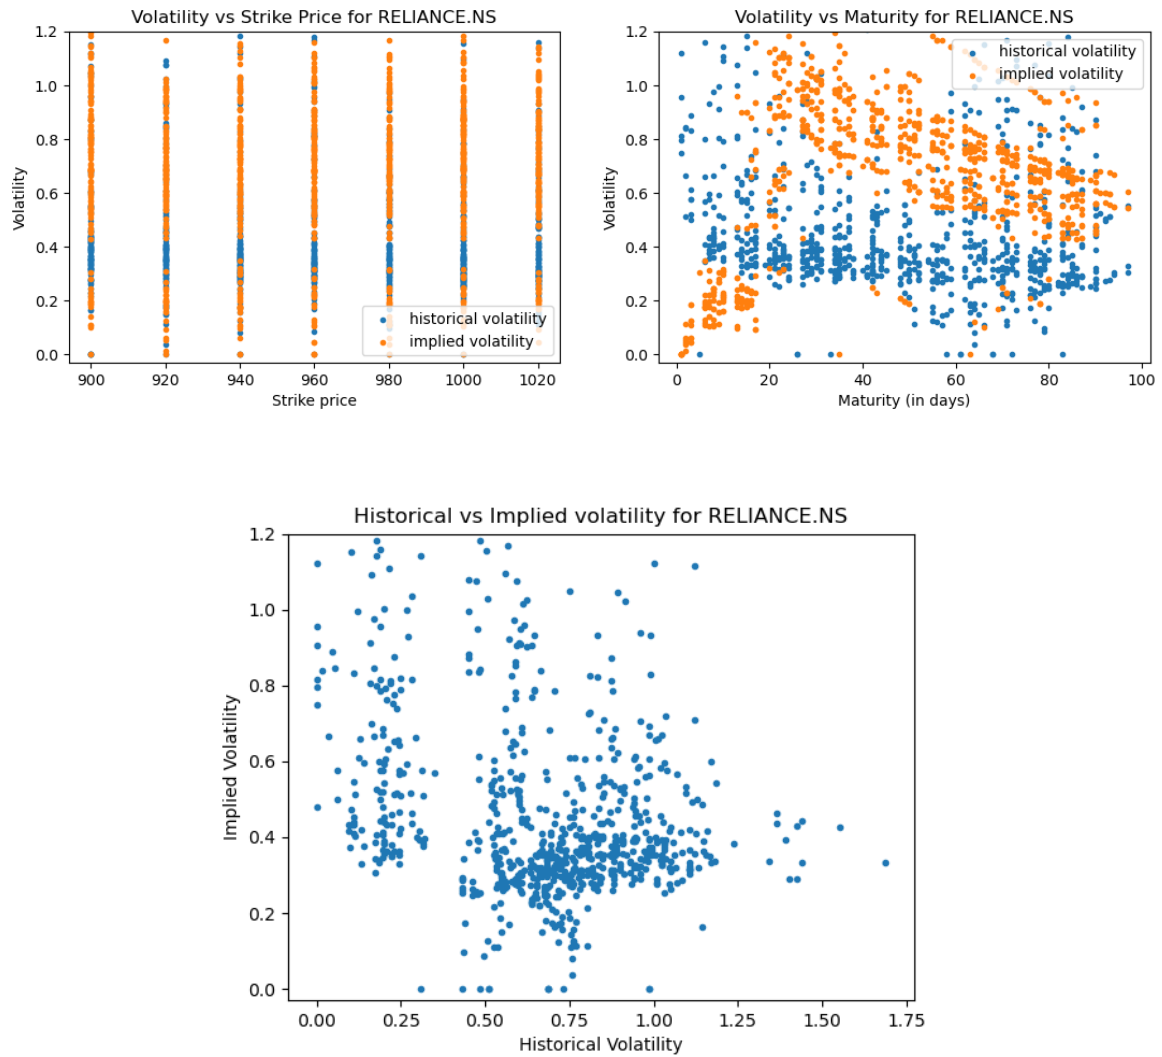 Volatility vs Strike Price for RELIANCE.NS
1.2
1.0
0.8
0.6
0.4
0.2
0.0
Volatility
historical volatility
implied volatility
900 920 940 960 980 1000 1020
Strike price
Volatility vs Maturity for RELIANCE.NS
1.2
1.0
0.8
0.6
0.4
0.2
0.0
Volatility
historical volatility
implied volatility
0 20 40 60 80 100
Maturity (in days)
Historical vs Implied volatility for RELIANCE.NS
1.2
1.0
0.8
0.6
0.4
0.2
0.0
Implied Volatility
0.00 0.25 0.50 0.75 1.00 1.25 1.50 1.75
Historical Volatility